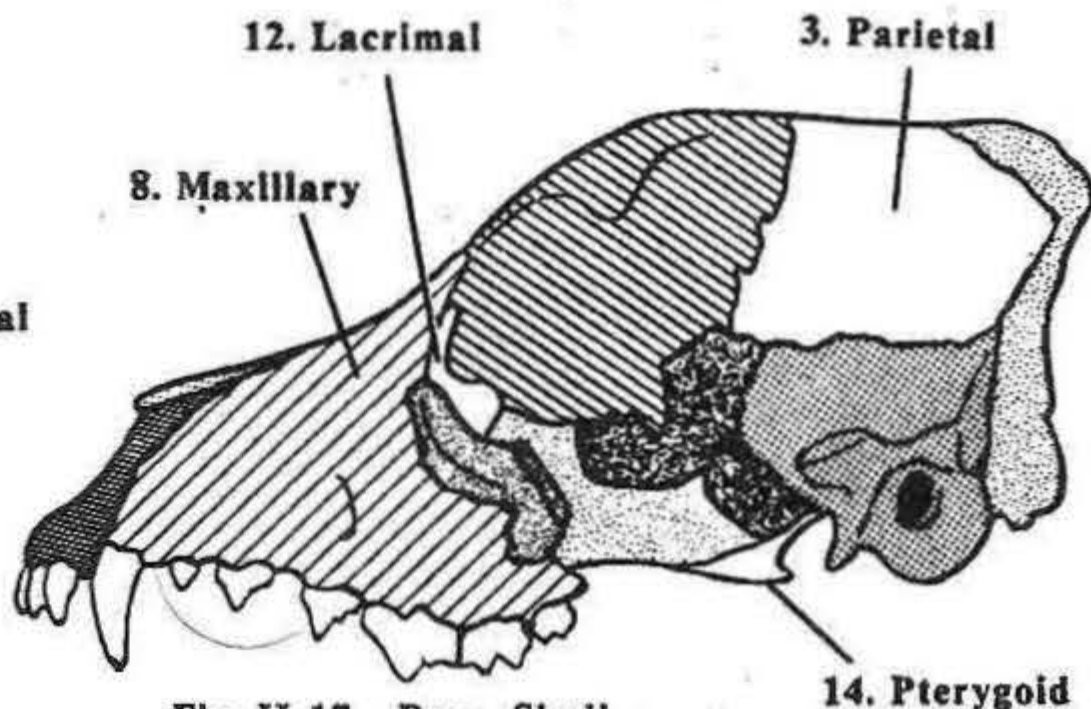 12. Lacrimal
3. Parietal
8. Maxillary
al
14. Pterygoid